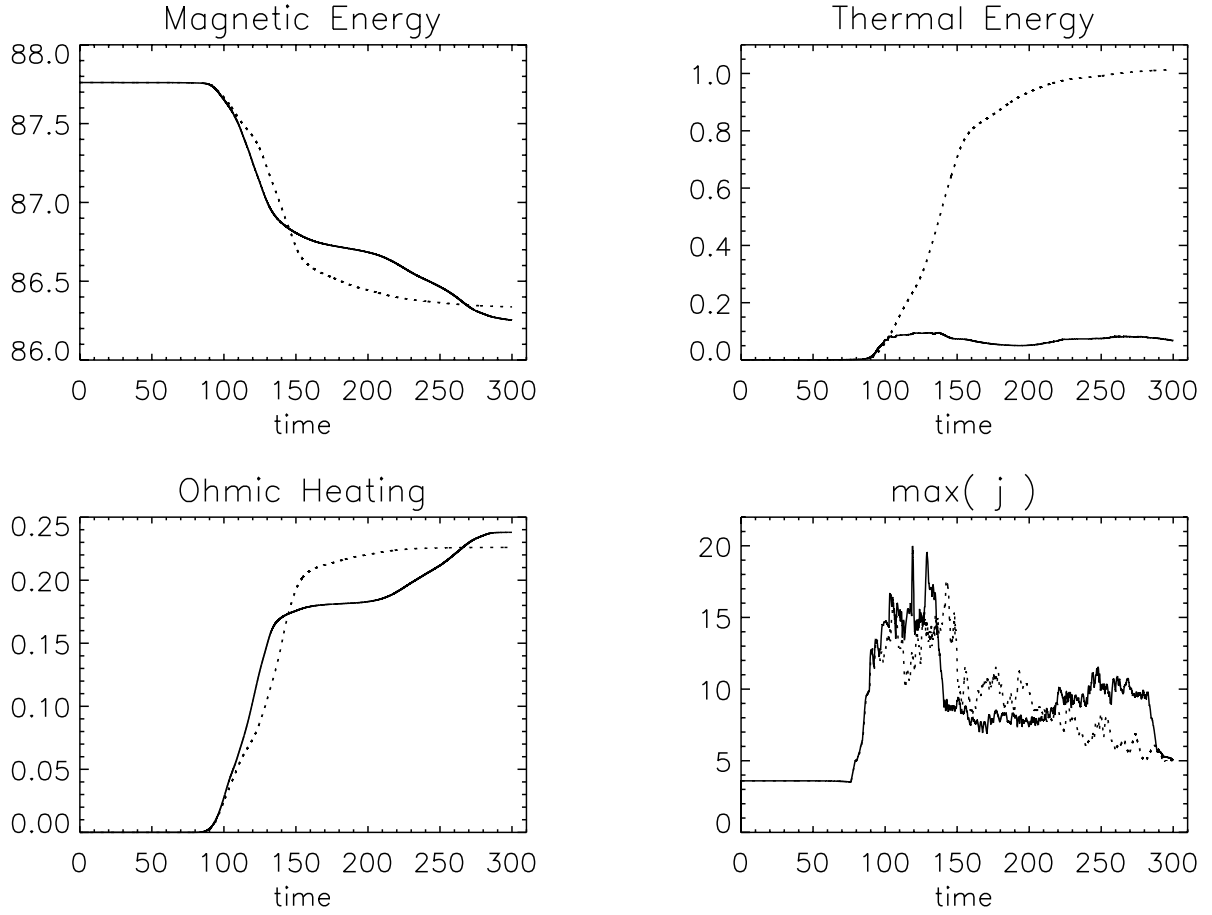 Magnetic Energy
88.0
87.5
87.0
86.5
86.0
0 50 100 150 200 250 300
time
Thermal Energy
1.0
0.8
0.6
0.4
0.2
0.0
0 50 100 150 200 250 300
time
Ohmic Heating
0.25
0.20
0.15
0.10
0.05
0.00
0 50 100 150 200 250 300
time
max( j )
20
15
10
5
0
0 50 100 150 200 250 300
time